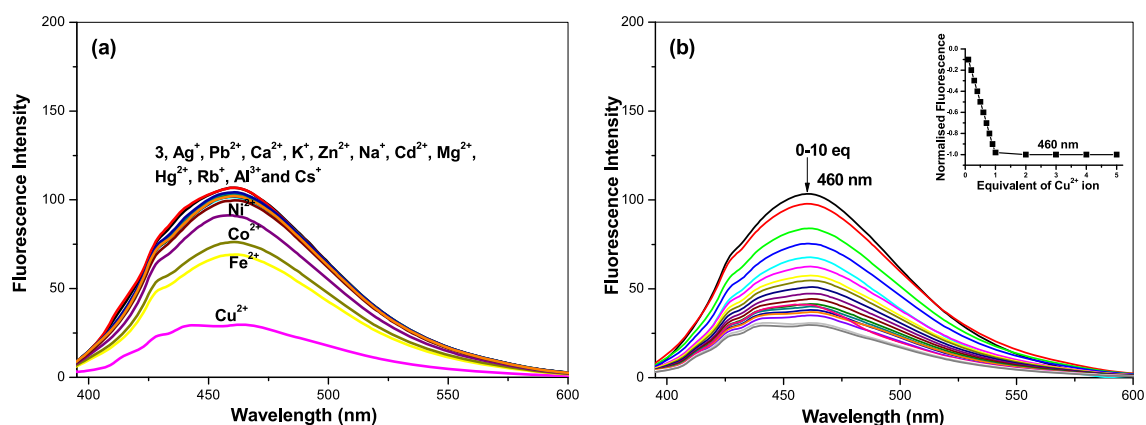 (a)
200
150
100
50
0
Fluorescence Intensity
3, Ag⁺, Pb²⁺, Ca²⁺, K⁺, Zn²⁺, Na⁺, Cd²⁺, Mg²⁺,
Hg²⁺, Rb⁺, Al³⁺and Cs⁺
Ni²⁺
Co²⁺
Fe²⁺
Cu²⁺
400 450 500 550 600
Wavelength (nm)
(b)
200
150
100
50
0
Fluorescence Intensity
0-10 eq
460 nm
400 450 500 550 600
Wavelength (nm)
Normalised Fluorescence
0.0
-0.2
-0.4
-0.6
-0.8
-1.0
460 nm
0 1 2 3 4 5
Equivalent of Cu²⁺ ion